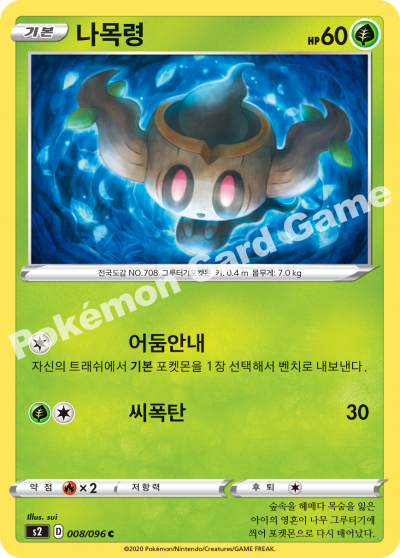 기본 나목령 HP 60
전국도감 NO.708 그루터기포켓몬 키: 0.4 m 몸무게: 7.0 kg
Pokémon Card Game
어둠안내
자신의 트래쉬에서 기본 포켓몬을 1장 선택해서 벤치로 내보낸다.
씨폭탄 30
약점 ×2 저항력 후퇴
Illus. sui
s2 D 008/096 C
숲속을 헤매다 목숨을 잃은
아이의 영혼이 나무 그루터기에
씌어 포켓몬으로 다시 태어났다.
©2020 Pokémon/Nintendo/Creatures/GAME FREAK.